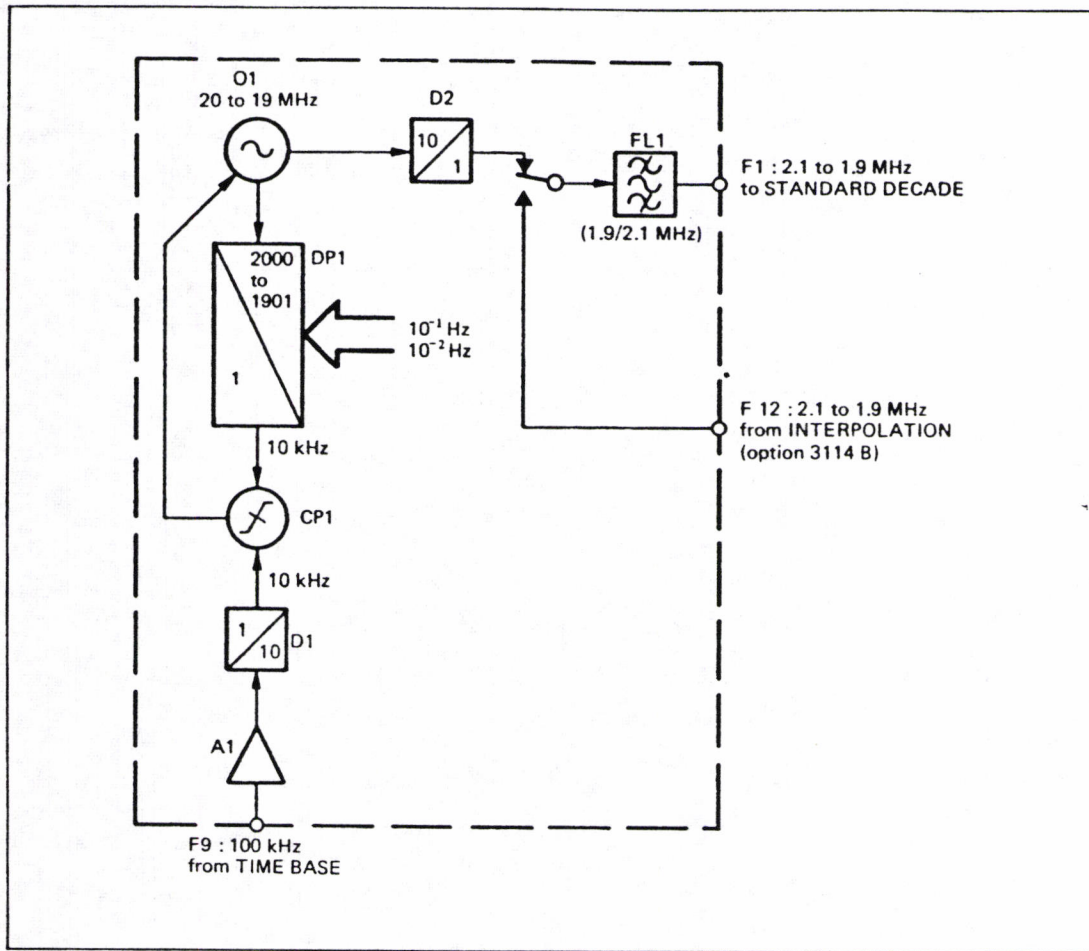 O1
20 to 19 MHz
D2
10
1
FL1
(1.9/2.1 MHz)
F1 : 2.1 to 1.9 MHz
to STANDARD DECADE
2000
to
1901
1
DP1
10⁻¹ Hz
10⁻² Hz
F 12 : 2.1 to 1.9 MHz
from INTERPOLATION
(option 3114 B)
10 kHz
CP1
10 kHz
1
10
D1
A1
F9 : 100 kHz
from TIME BASE